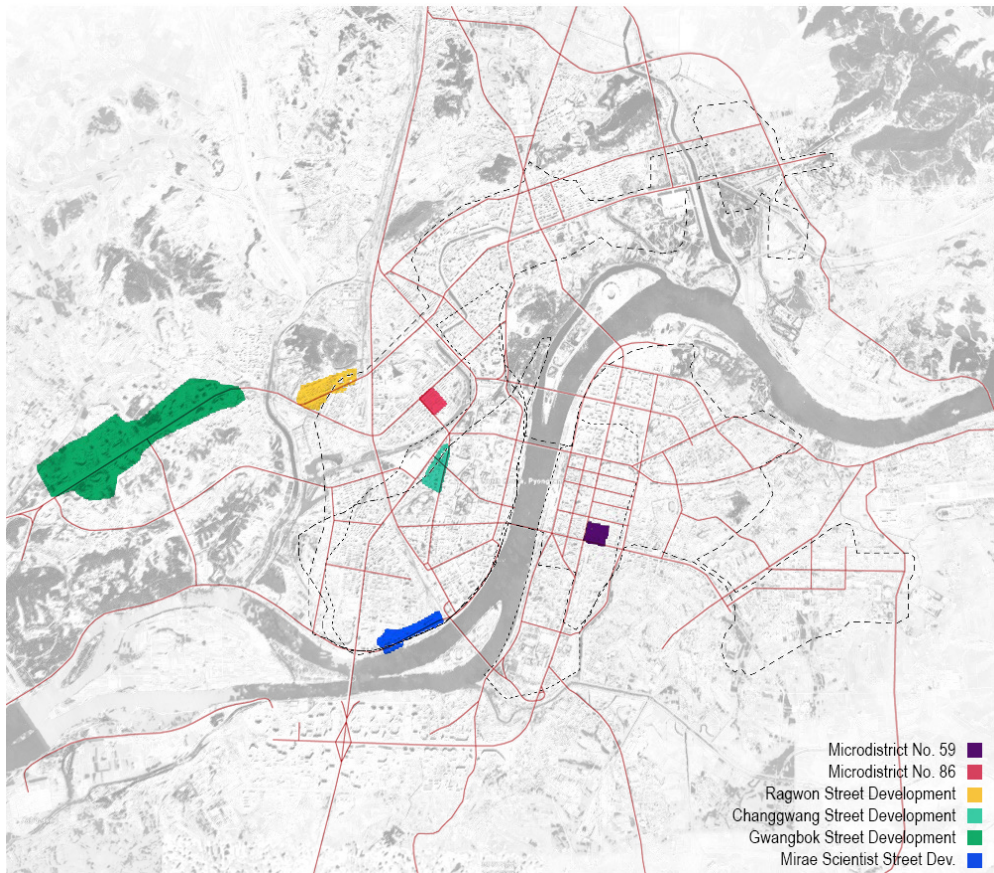 Microdistrict No. 59
Microdistrict No. 86
Ragwon Street Development
Changgwang Street Development
Gwangbok Street Development
Mirae Scientist Street Dev.